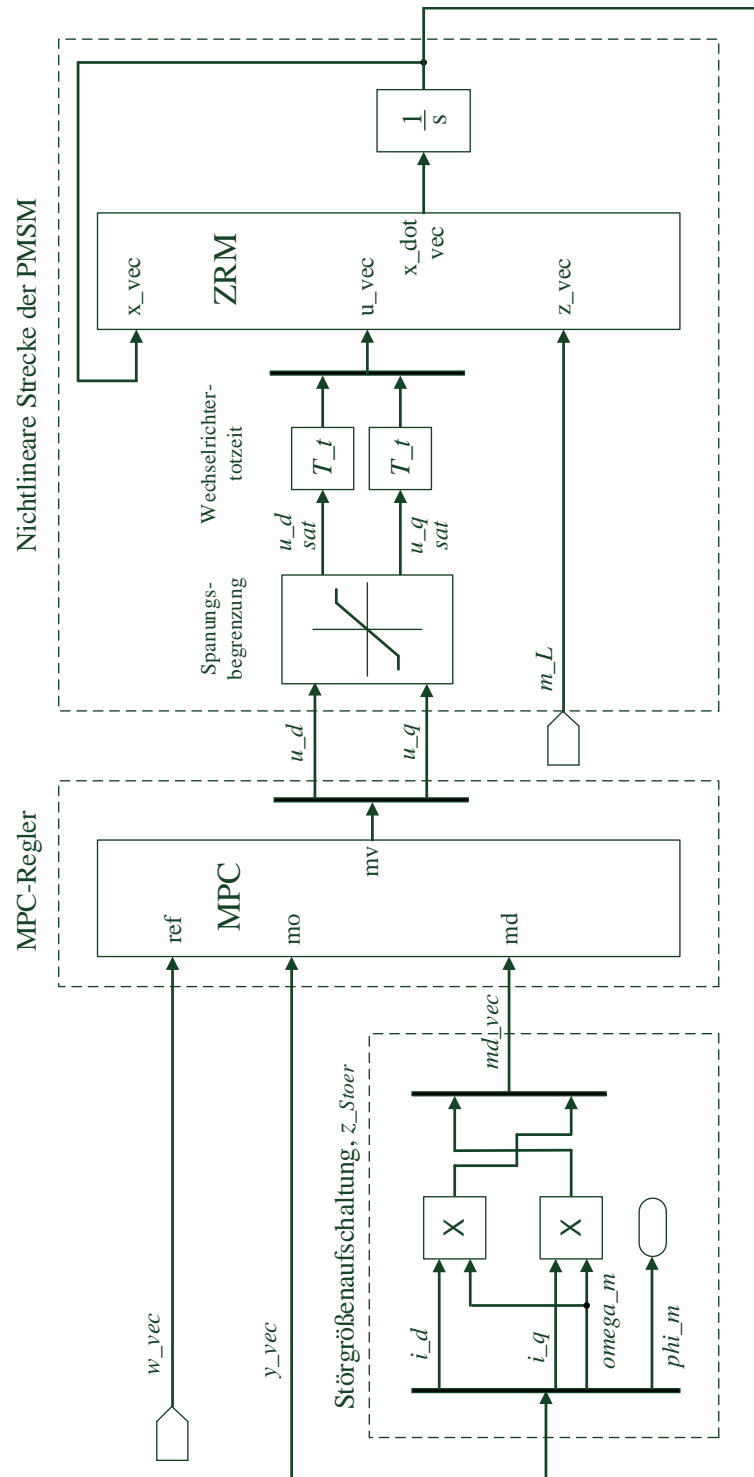 Störgrößenaufschaltung, z_Stoer
MPC-Regler
Nichtlineare Strecke der PMSM
w_vec
y_vec
i_d
i_q
omega_m
phi_m
X
X
md_vec
ref
mo
md
MPC
mv
u_d
u_q
m_L
Spanungs-
begrenzung
u_d
sat
u_q
sat
Wechselrichter-
totzeit
T_t
T_t
x_vec
u_vec
z_vec
ZRM
x_dot
vec
1
s